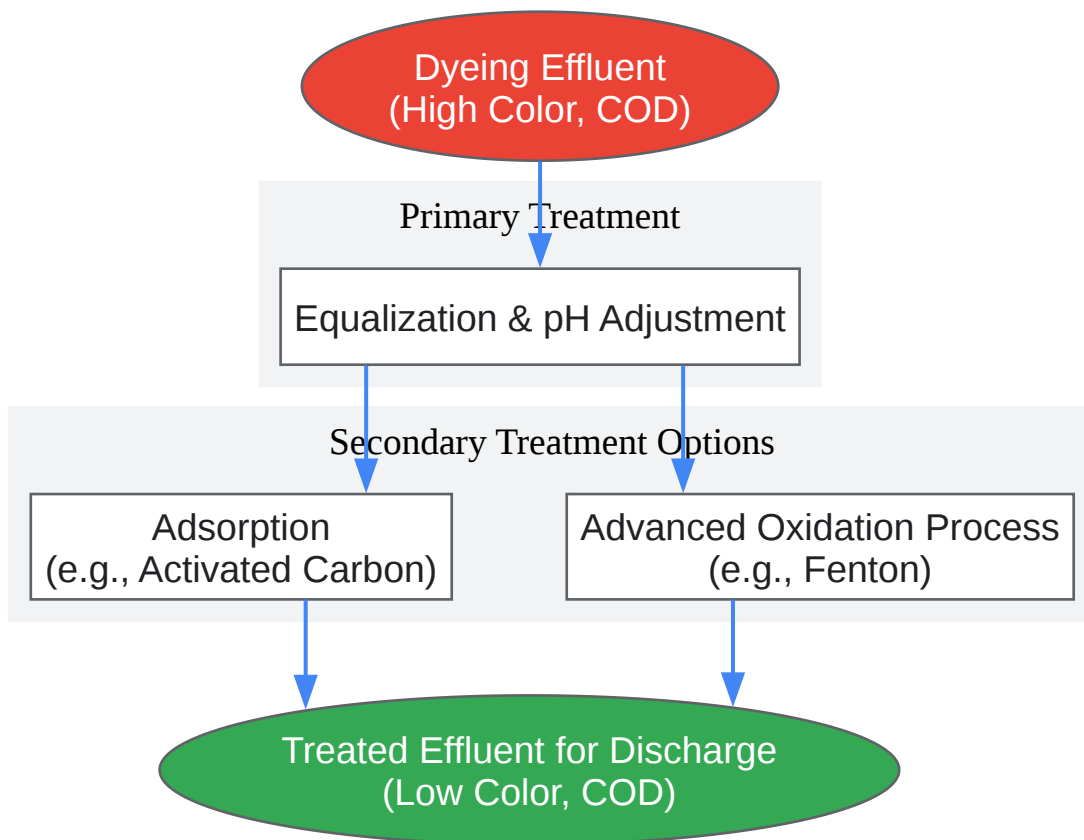 Dyeing Effluent
(High Color, COD)
Primary Treatment
Equalization & pH Adjustment
Secondary Treatment Options
Adsorption
(e.g., Activated Carbon)
Advanced Oxidation Process
(e.g., Fenton)
Treated Effluent for Discharge
(Low Color, COD)